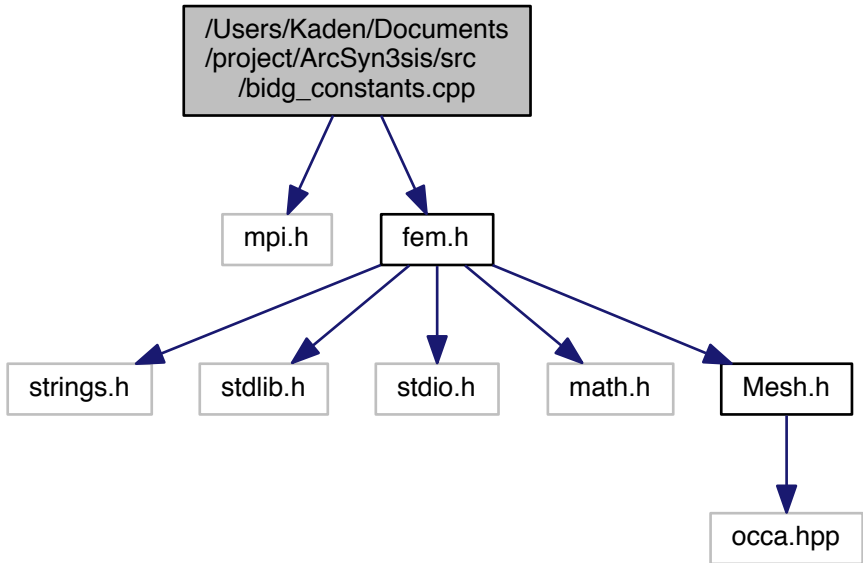 /Users/Kaden/Documents
/project/ArcSyn3sis/src
/bidg_constants.cpp
mpi.h
fem.h
strings.h
stdlib.h
stdio.h
math.h
Mesh.h
occa.hpp